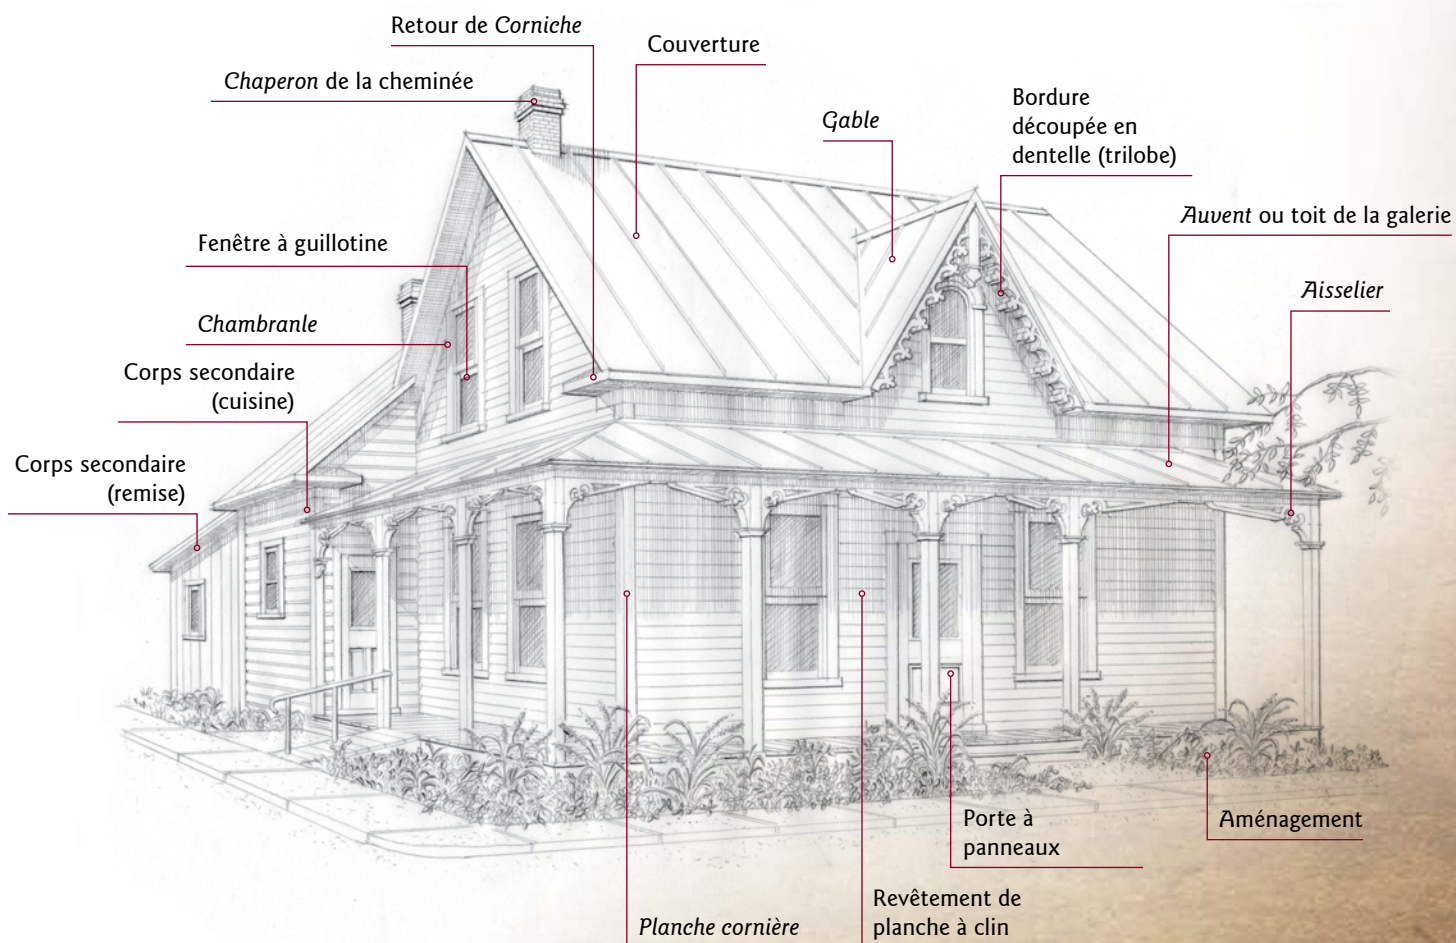 Retour de Corniche
Couverture
Chaperon de la cheminée
Gable
Bordure
découpée en
dentelle (trilobe)
Auvent ou toit de la galerie
Fenêtre à guillotine
Aisselier
Chambranle
Corps secondaire
(cuisine)
Corps secondaire
(remise)
Porte à
panneaux
Aménagement
Revêtement de
planche à clin
Planche cornière